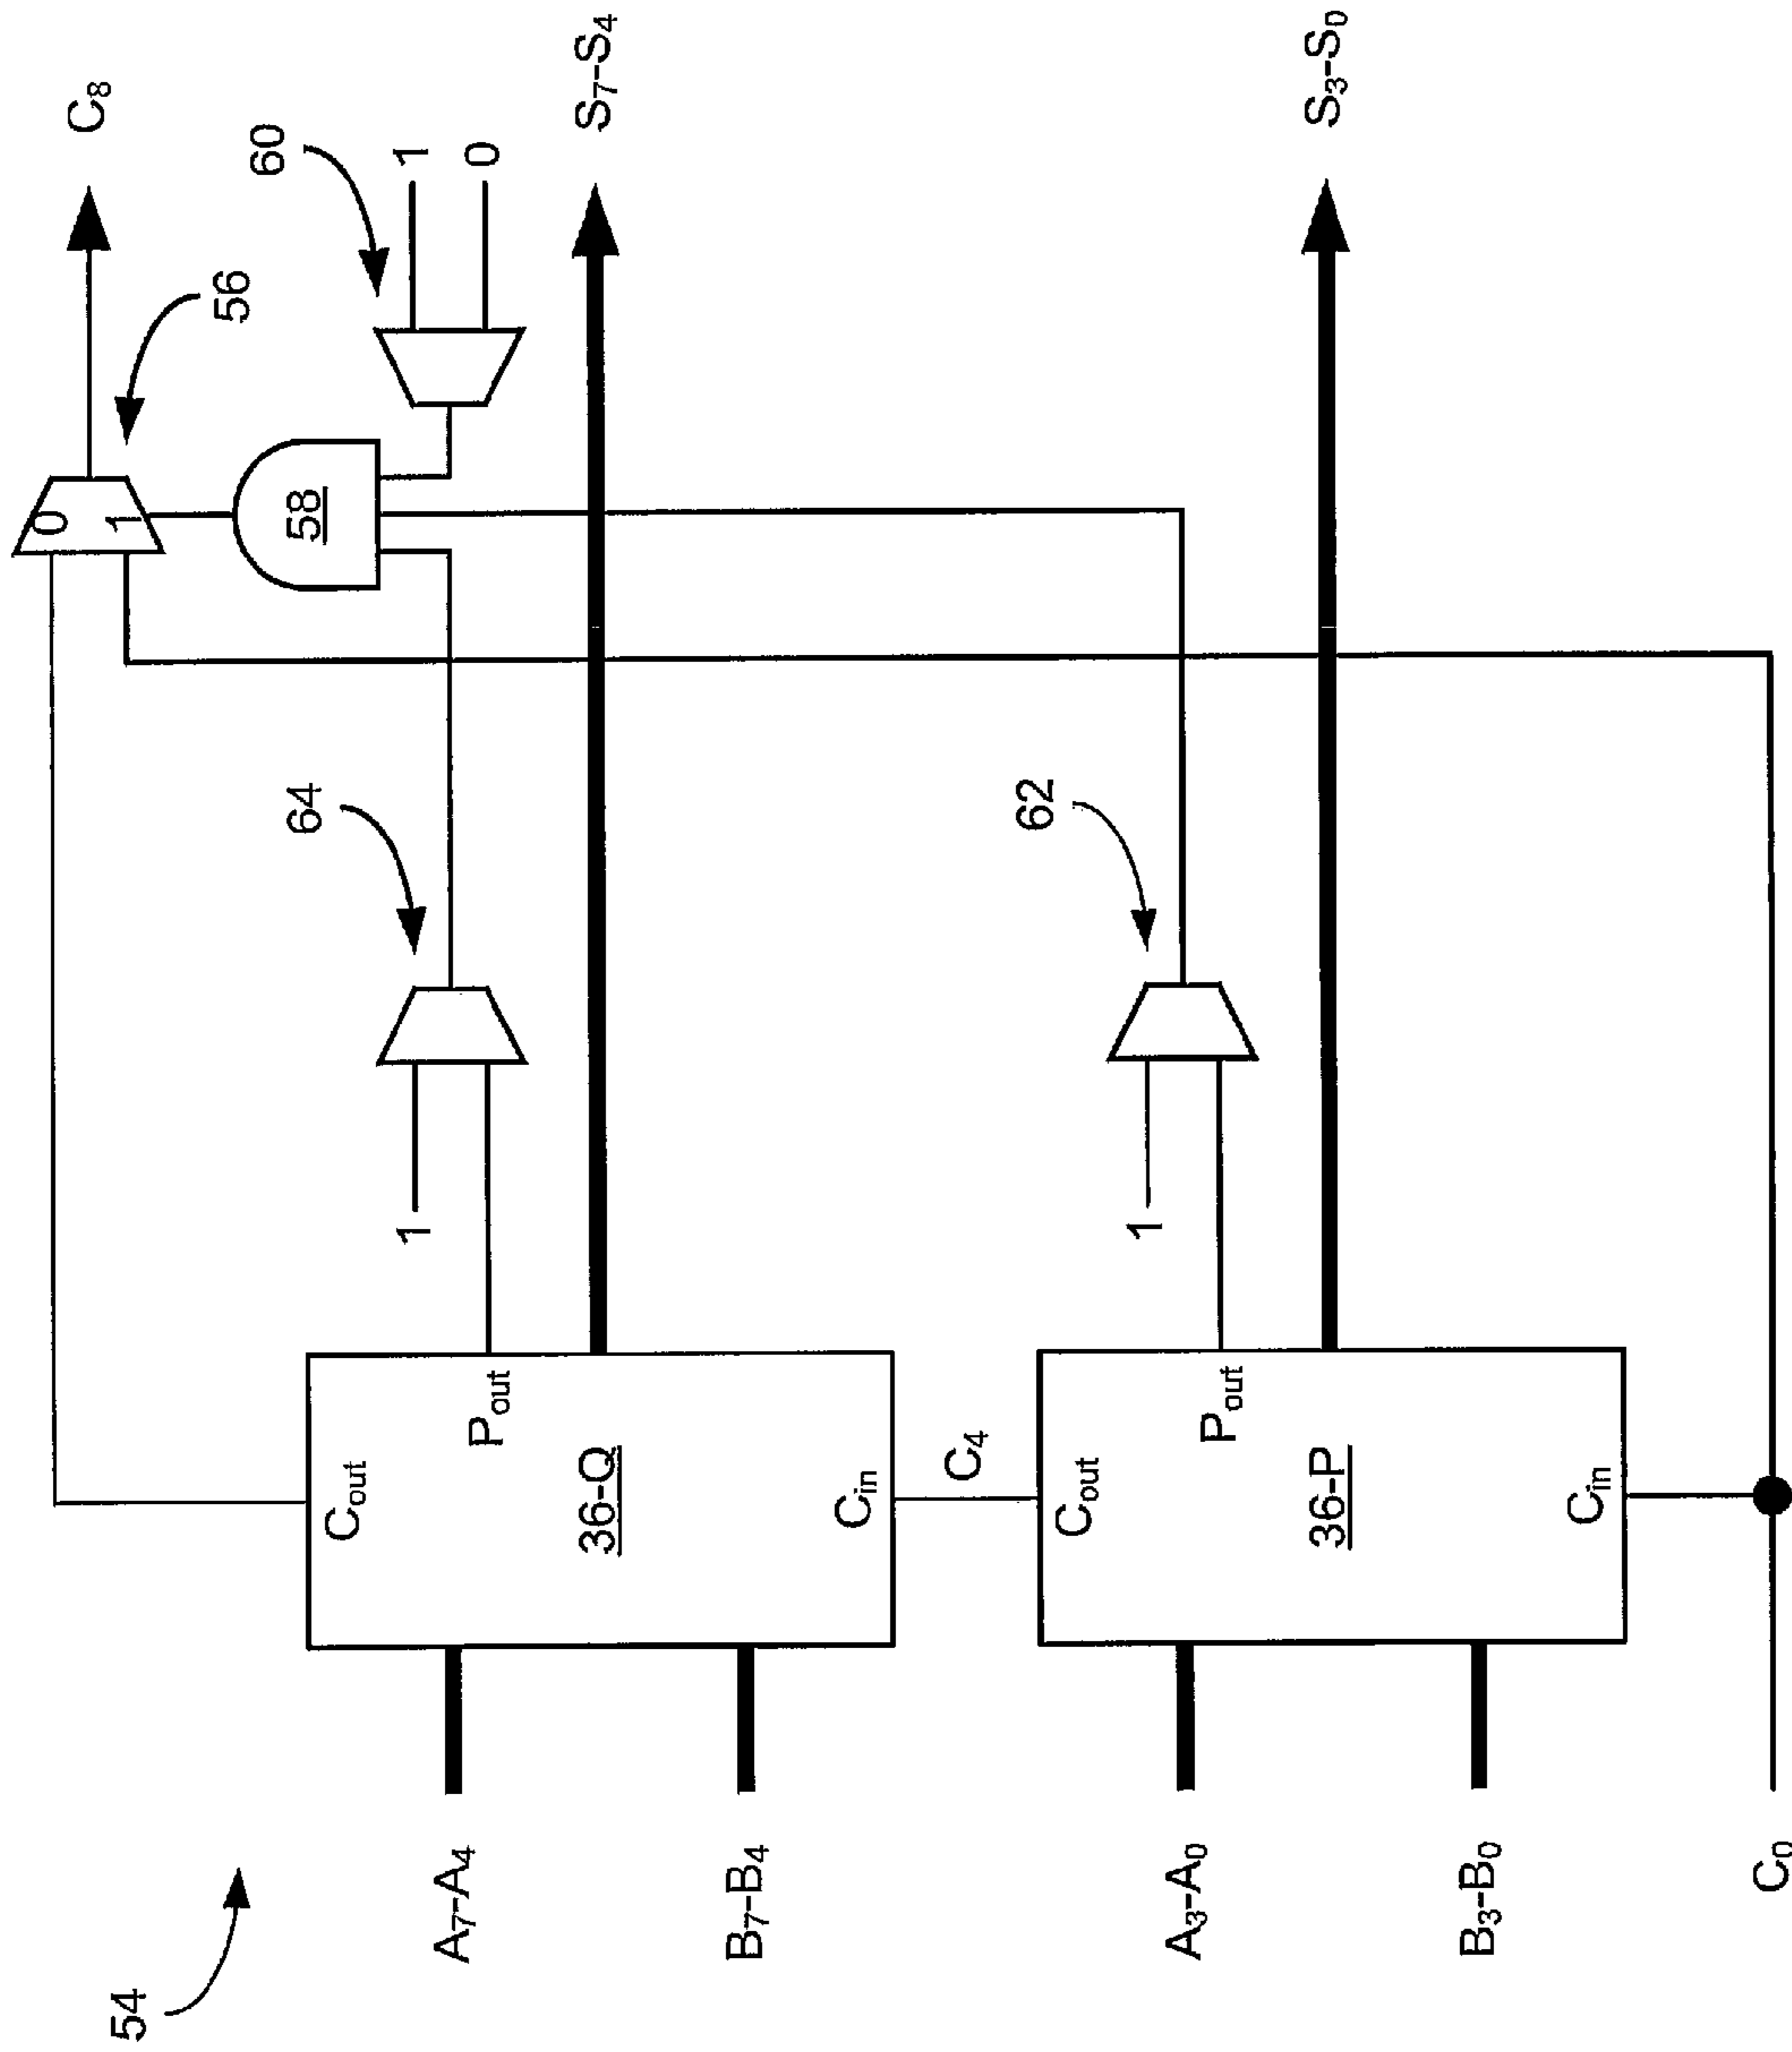 54
A₇-A₄
B₇-B₄
A₃-A₀
B₃-B₀
C₀
Cout
Pout
36-Q
Cin
C₄
Cout
Pout
36-P
Cin
1
64
1
62
0
1
58
56
60
1
0
C₈
S₇-S₄
S₃-S₀